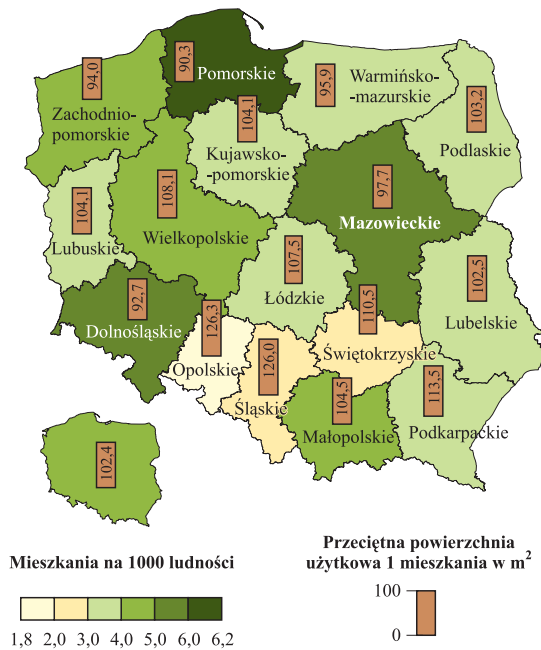 90,3
Pomorskie
94,0
Zachodnio-
pomorskie
95,9
Warmińsko-
-mazurskie
103,2
Podlaskie
104,1
Kujawsko-
-pomorskie
97,7
Mazowieckie
104,1
Lubuskie
108,1
Wielkopolskie
107,5
Łódzkie
102,5
Lubelskie
92,7
Dolnośląskie
126,3
Opolskie
126,0
Śląskie
110,5
Świętokrzyskie
104,5
Małopolskie
113,5
Podkarpackie
102,4
Mieszkania na 1000 ludności
1,8 2,0 3,0 4,0 5,0 6,0 6,2
Przeciętna powierzchnia
użytkowa 1 mieszkania w m²
100
0